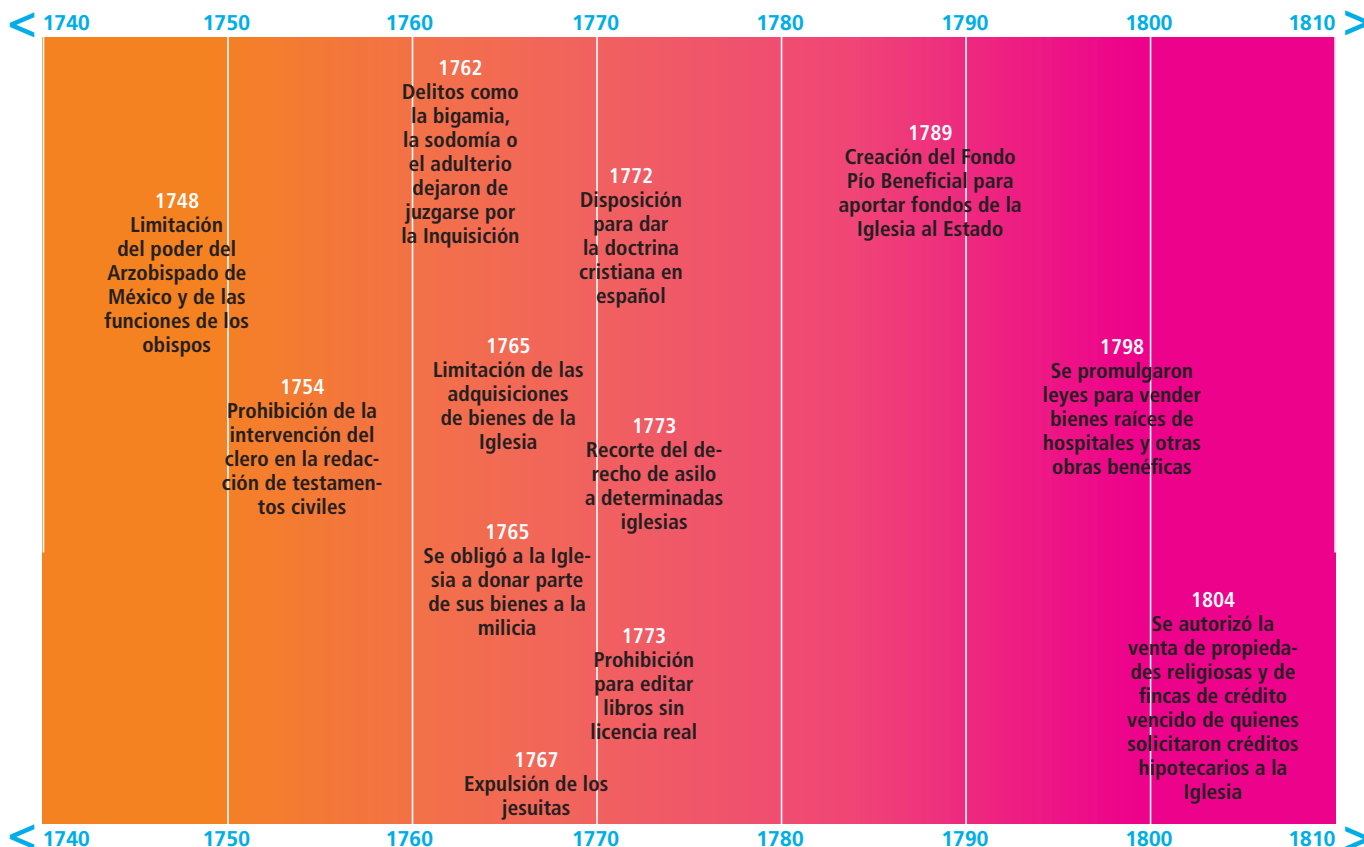 < 1740 1750 1760 1770 1780 1790 1800 1810 >
1748
Limitación
del poder del
Arzobispado de
México y de las
funciones de los
obispos
1754
Prohibición de la
intervención del
clero en la redac-
ción de testamen-
tos civiles
1762
Delitos como
la bigamia,
la sodomía o
el adulterio
dejaron de
juzgarse por
la Inquisición
1765
Limitación de las
adquisiciones
de bienes de la
Iglesia
1765
Se obligó a la Igle-
sia a donar parte
de sus bienes a la
milicia
1767
Expulsión de los
jesuitas
1772
Disposición
para dar
la doctrina
cristiana en
español
1773
Recorte del de-
recho de asilo
a determinadas
iglesias
1773
Prohibición
para editar
libros sin
licencia real
1789
Creación del Fondo
Pío Beneficial para
aportar fondos de la
Iglesia al Estado
1798
Se promulgaron
leyes para vender
bienes raíces de
hospitales y otras
obras benéficas
1804
Se autorizó la
venta de propieda-
des religiosas y de
fincas de crédito
vencido de quienes
solicitaron créditos
hipotecarios a la
Iglesia
< 1740 1750 1760 1770 1780 1790 1800 1810 >